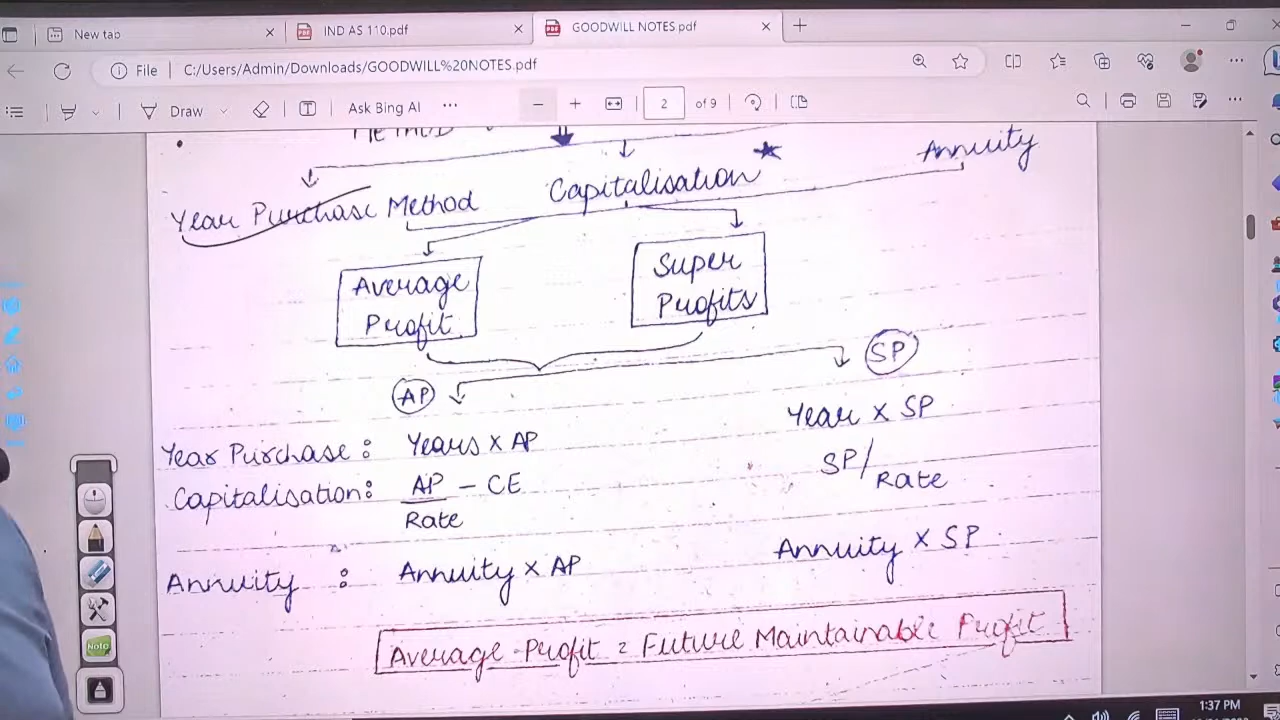 New tab
IND AS 110.pdf
GOODWILL NOTES.pdf
File
C:/Users/Admin/Downloads/GOODWILL%20NOTES.pdf
Draw
Ask Bing AI
2
of 9
METHOD
Year Purchase Method
Capitalisation
Annuity
Average
Profit
Super
Profits
AP
SP
Year Purchase : Years x AP
Year x SP
Capitalisation: AP/Rate - CE
SP/Rate
Annuity : Annuity x AP
Annuity x SP
Average Profit = Future Maintainable Profit
Note
1:37 PM